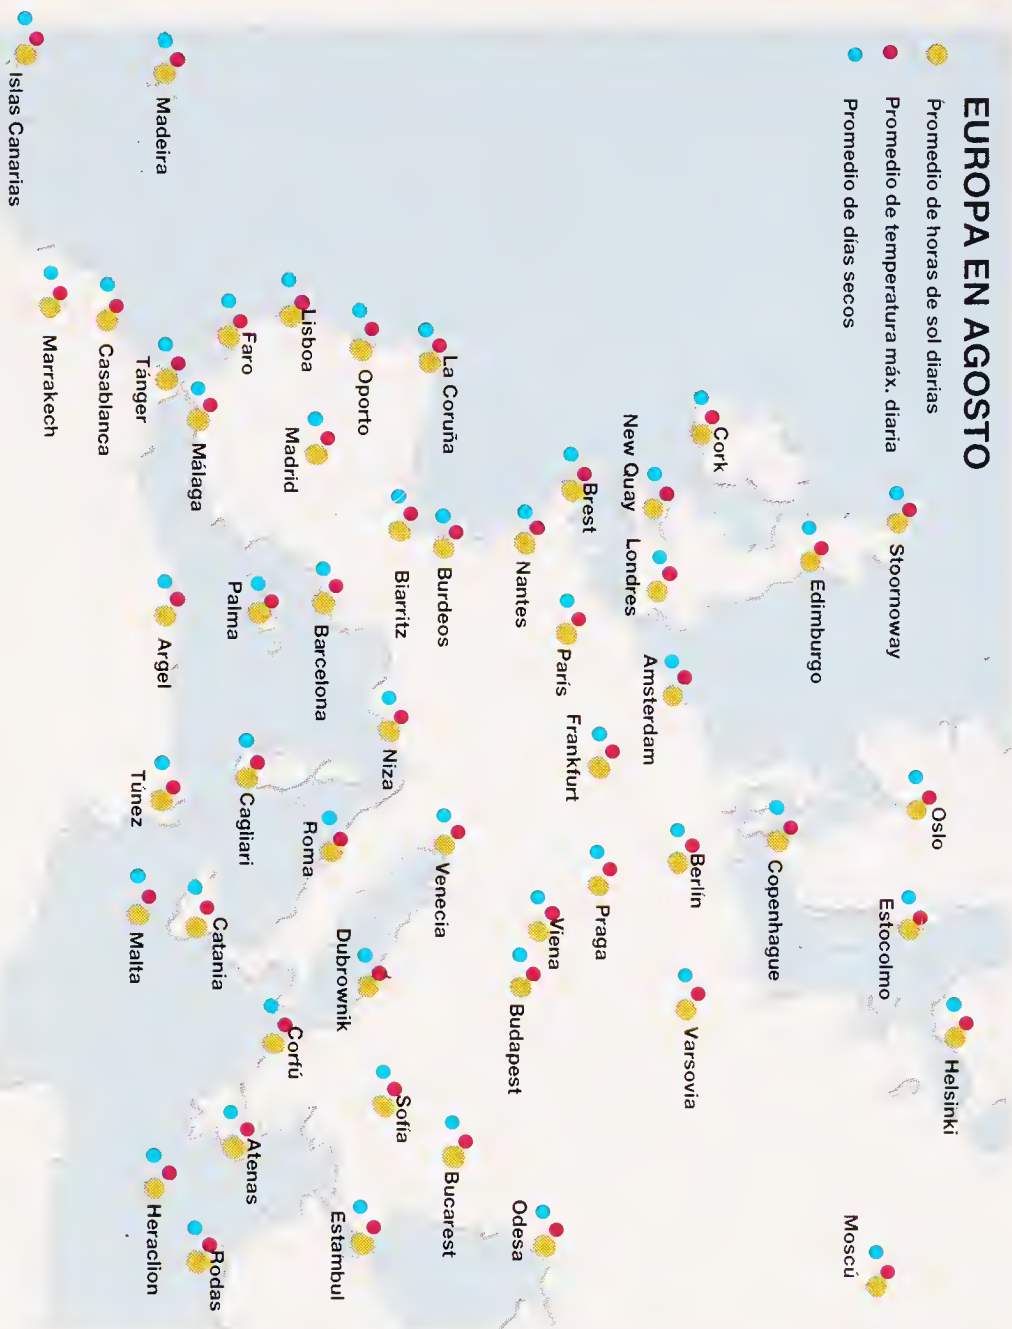 EUROPA EN AGOSTO
Promedio de horas de sol diarias
Promedio de temperatura máx. diaria
Promedio de días secos
Oslo
Helsinki
Estocolmo
Stoornoway
Moscú
Edimburgo
Copenhague
Cork
New Quay
Londres
Amsterdam
Berlín
Varsovia
Brest
París
Frankfurt
Praga
Nantes
Viena
Budapest
Odesa
La Coruña
Burdeos
Biarritz
Venecia
Bucarest
Oporto
Niza
Dubrownik
Sofía
Estambul
Lisboa
Madrid
Barcelona
Roma
Corfú
Faro
Palma
Cagliari
Atenas
Málaga
Catania
Rodas
Tánger
Argel
Túnez
Malta
Heraclion
Madeira
Casablanca
Marrakech
Islas Canarias